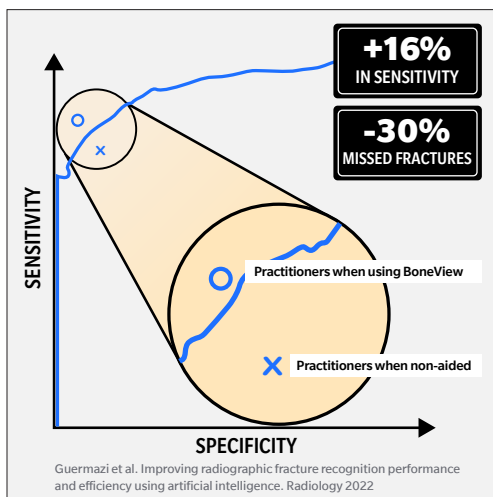 +16%
IN SENSITIVITY
-30%
MISSED FRACTURES
SENSITIVITY
Practitioners when using BoneView
Practitioners when non-aided
SPECIFICITY
Guermazi et al. Improving radiographic fracture recognition performance
and efficiency using artificial intelligence. Radiology 2022